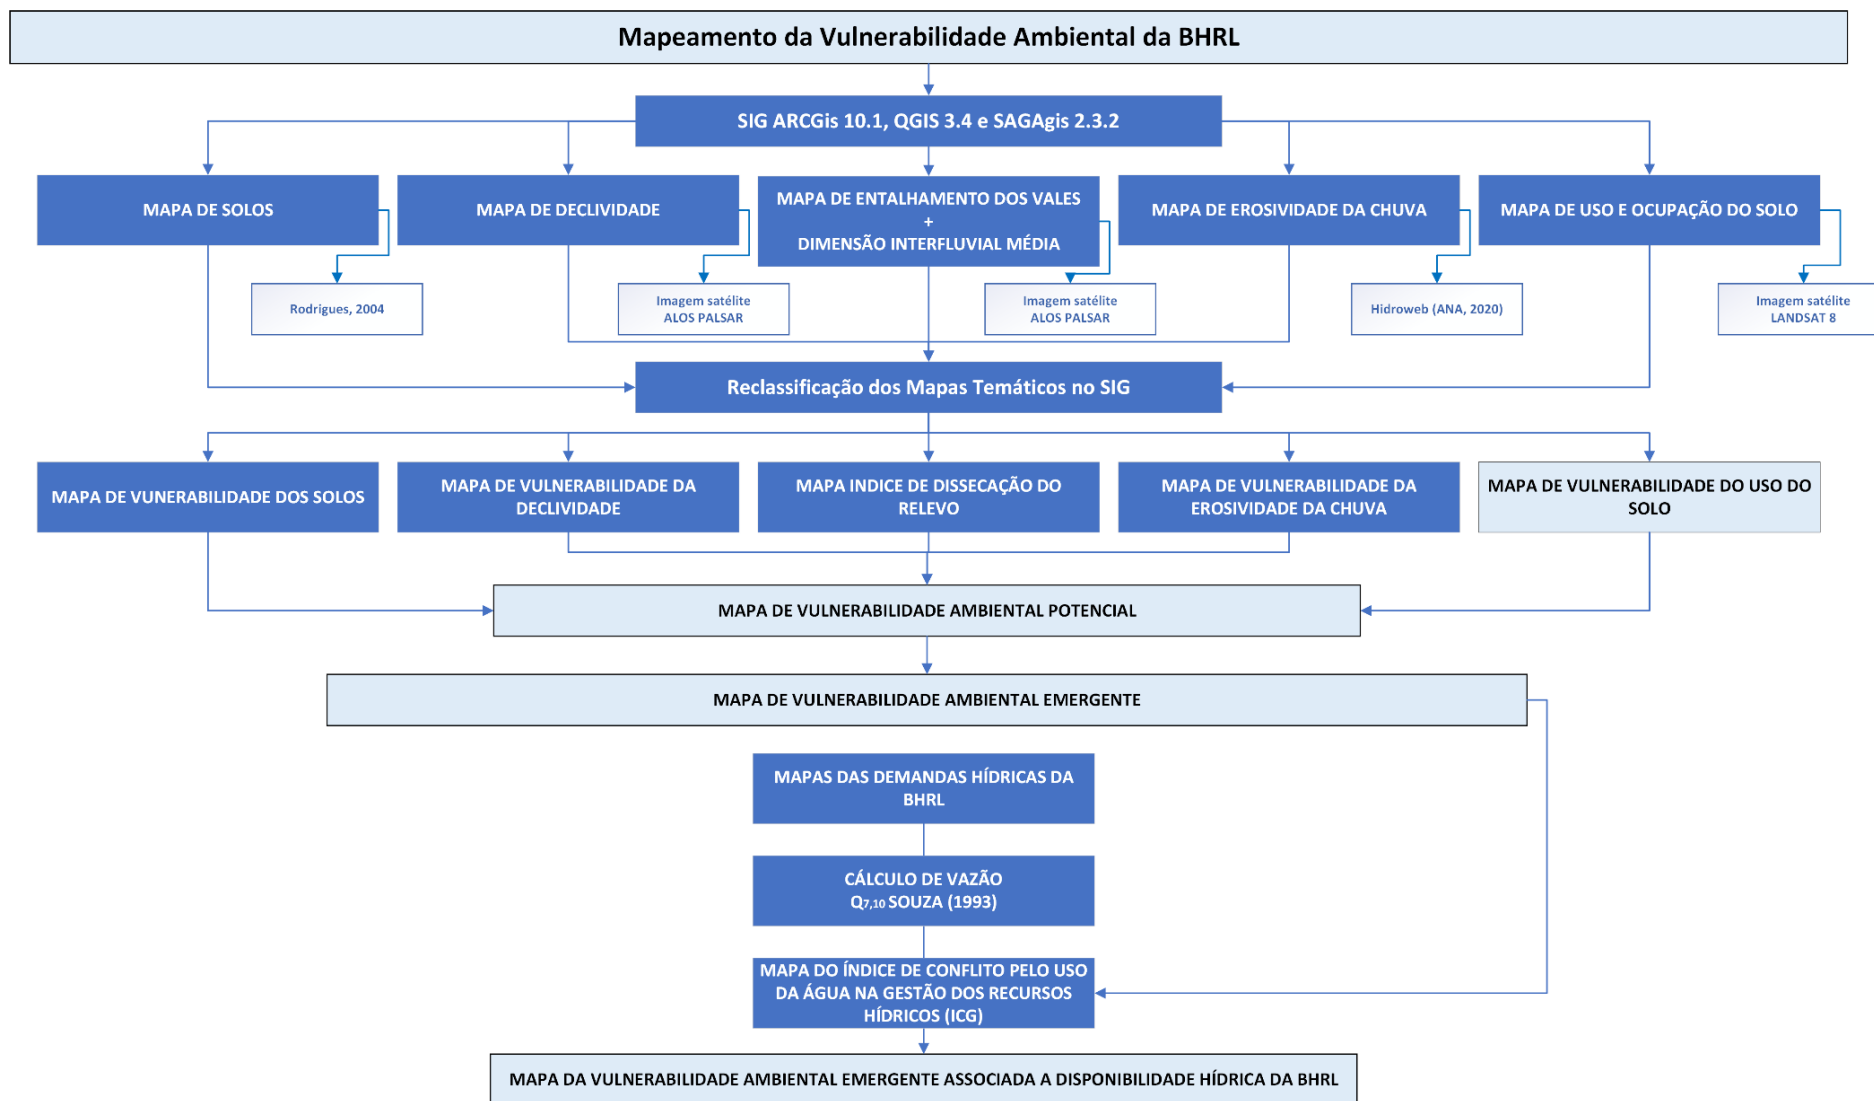 Mapeamento da Vulnerabilidade Ambiental da BHRL
SIG ARCGis 10.1, QGIS 3.4 e SAGAgis 2.3.2
MAPA DE SOLOS
MAPA DE DECLIVIDADE
MAPA DE ENTALHAMENTO DOS VALES
+
DIMENSÃO INTERFLUVIAL MÉDIA
MAPA DE EROSIVIDADE DA CHUVA
MAPA DE USO E OCUPAÇÃO DO SOLO
Rodrigues, 2004
Imagem satélite
ALOS PALSAR
Imagem satélite
ALOS PALSAR
Hidroweb (ANA, 2020)
Imagem satélite
LANDSAT 8
Reclassificação dos Mapas Temáticos no SIG
MAPA DE VUNERABILIDADE DOS SOLOS
MAPA DE VULNERABILIDADE DA
DECLIVIDADE
MAPA INDICE DE DISSECAÇÃO DO
RELEVO
MAPA DE VULNERABILIDADE DA
EROSIVIDADE DA CHUVA
MAPA DE VULNERABILIDADE DO USO DO
SOLO
MAPA DE VULNERABILIDADE AMBIENTAL POTENCIAL
MAPA DE VULNERABILIDADE AMBIENTAL EMERGENTE
MAPAS DAS DEMANDAS HÍDRICAS DA
BHRL
CÁLCULO DE VAZÃO
Q7,10 SOUZA (1993)
MAPA DO ÍNDICE DE CONFLITO PELO USO
DA ÁGUA NA GESTÃO DOS RECURSOS
HÍDRICOS (ICG)
MAPA DA VULNERABILIDADE AMBIENTAL EMERGENTE ASSOCIADA A DISPONIBILIDADE HÍDRICA DA BHRL